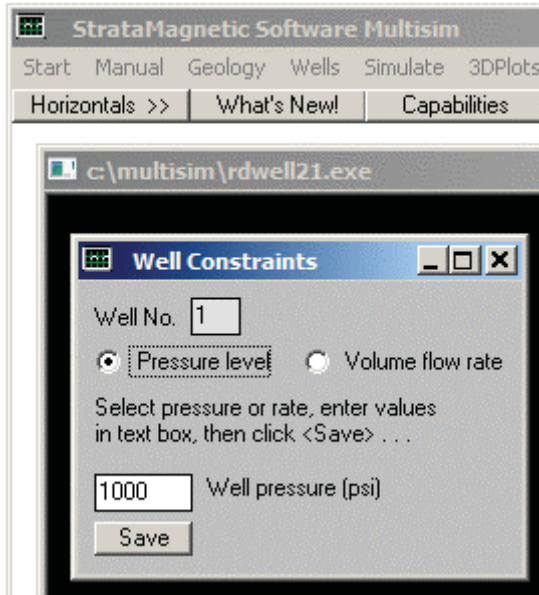 StrataMagnetic Software Multisim
Start Manual Geology Wells Simulate 3DPlots
Horizontals >> What's New! Capabilities
c:\multisim\rdwell21.exe
Well Constraints
Well No. 1
Pressure level Volume flow rate
Select pressure or rate, enter values
in text box, then click <Save> . . .
1000 Well pressure (psi)
Save